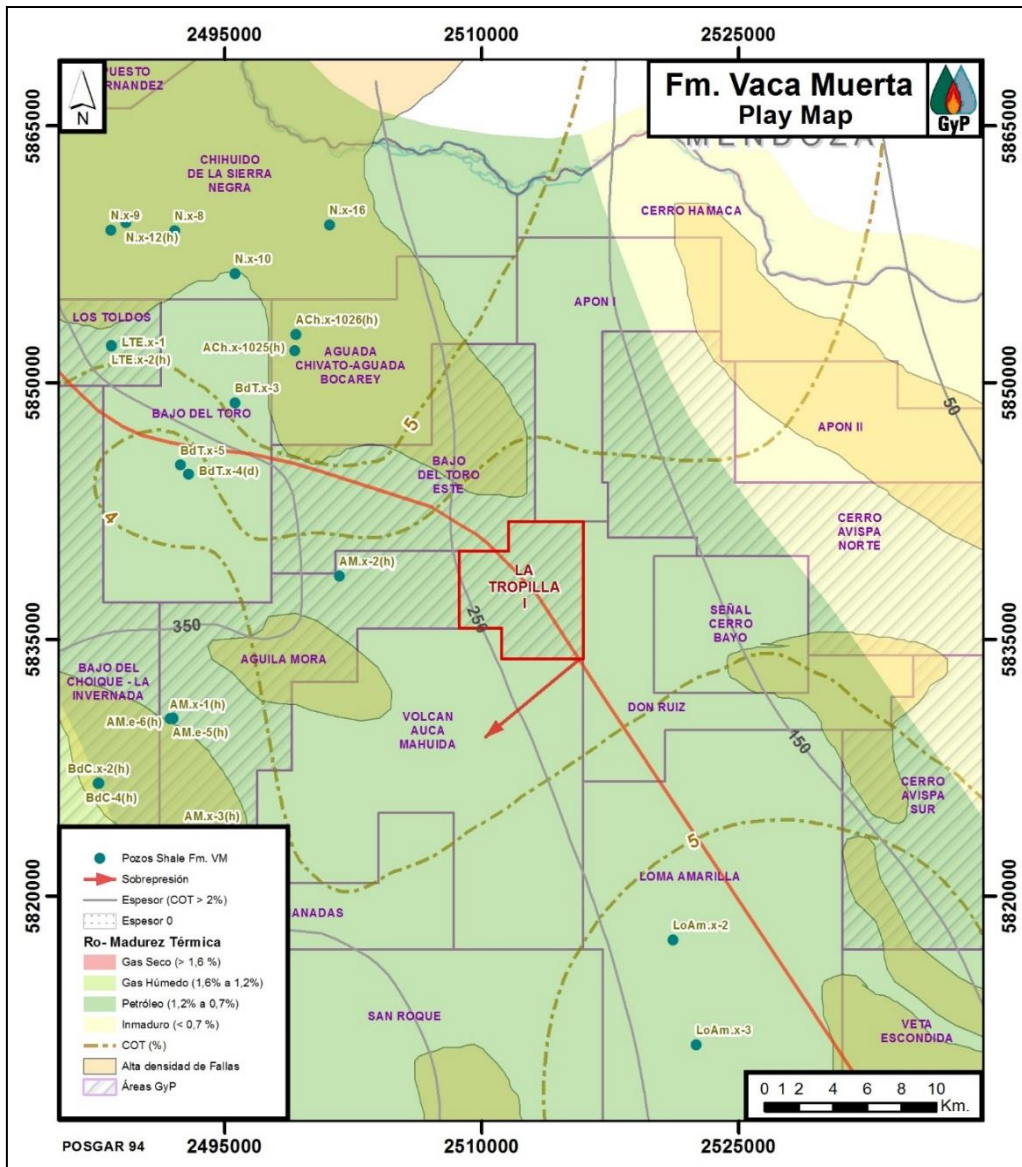 2495000
2510000
2525000
PUESTO
HERNANDEZ
N
Fm. Vaca Muerta
Play Map
GyP
5865000
5865000
MENDOZA
CHIHUIDO
DE LA SIERRA
NEGRA
N.x-9
N.x-8
N.x-12(h)
N.x-16
CERRO HAMACA
N.x-10
APON I
LOS TOLDOS
LTE.x-1
LTE.x-2(h)
ACh.x-1026(h)
ACh.x-1025(h)
AGUADA
CHIVATO-AGUADA
BOCAREY
5850000
5850000
50
BdT.x-3
BAJO DEL TORO
5
APON II
BdT.x-5
BdT.x-4(d)
BAJO
DEL TORO
ESTE
4
CERRO
AVISPA
NORTE
AM.x-2(h)
LA
TROPILLA
I
250
SEÑAL
CERRO
BAYO
350
5835000
5835000
BAJO DEL
CHOIQUE - LA
INVERNADA
AGUILA MORA
AM.x-1(h)
AM.e-6(h)
AM.e-5(h)
VOLCAN
AUCA
MAHUIDA
DON RUIZ
150
BdC.x-2(h)
BdC-4(h)
AM.x-3(h)
CERRO
AVISPA
SUR
5
LOMA AMARILLA
5820000
5820000
ANADAS
LoAm.x-2
SAN ROQUE
LoAm.x-3
VETA
ESCONDIDA
Pozos Shale Fm. VM
Sobrepresión
Espesor (COT > 2%)
Espesor 0
Ro- Madurez Térmica
Gas Seco (> 1,6 %)
Gas Húmedo (1,6% a 1,2%)
Petróleo (1,2% a 0,7%)
Inmaduro (< 0,7 %)
COT (%)
Alta densidad de Fallas
Áreas GyP
0 1 2 4 6 8 10
Km.
POSGAR 94
2495000
2510000
2525000